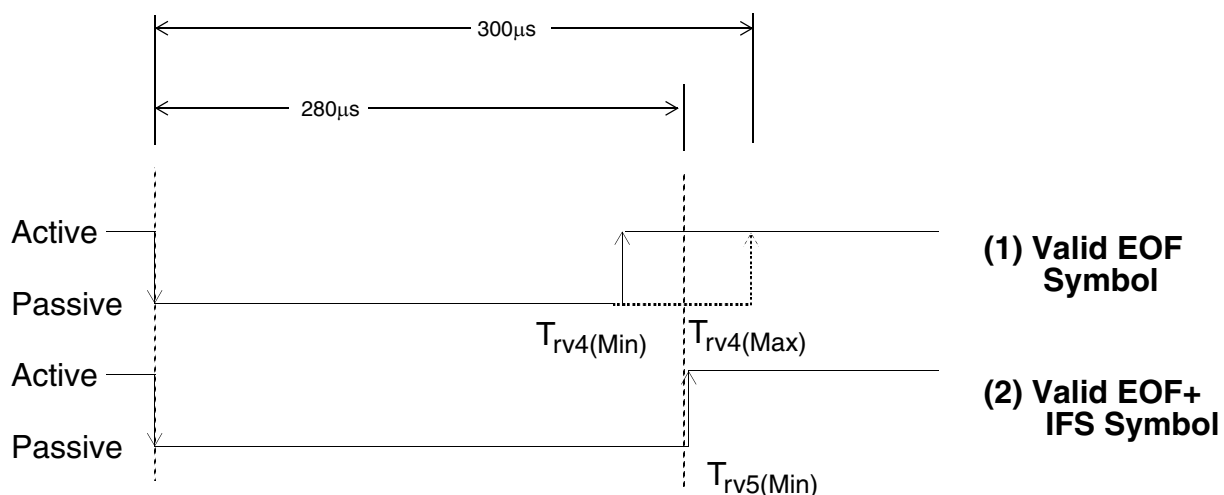 300μs
280μs
Active
Passive
(1) Valid EOF
Symbol
Trv4(Min)
Trv4(Max)
Active
Passive
(2) Valid EOF+
IFS Symbol
Trv5(Min)